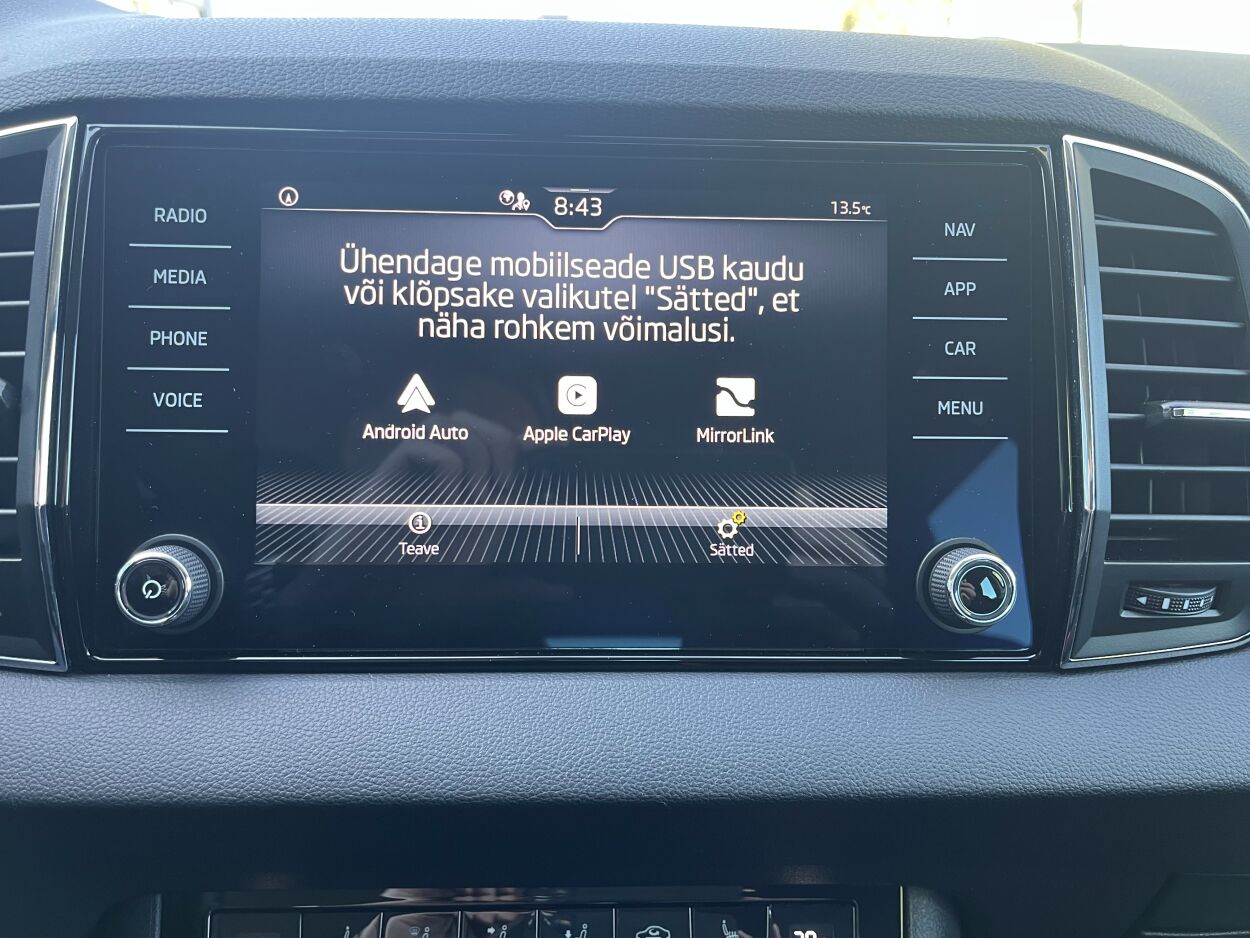 8:43
13.5°C
RADIO
MEDIA
PHONE
VOICE
Ühendage mobiilseade USB kaudu
või klõpsake valikutel "Sätted", et
näha rohkem võimalusi.
Android Auto
Apple CarPlay
MirrorLink
Teave
Sätted
NAV
APP
CAR
MENU